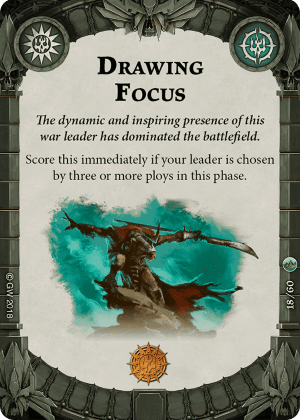 Drawing
Focus
The dynamic and inspiring presence of this
war leader has dominated the battlefield.
Score this immediately if your leader is chosen
by three or more ploys in this phase.
© GW 2018
18/60